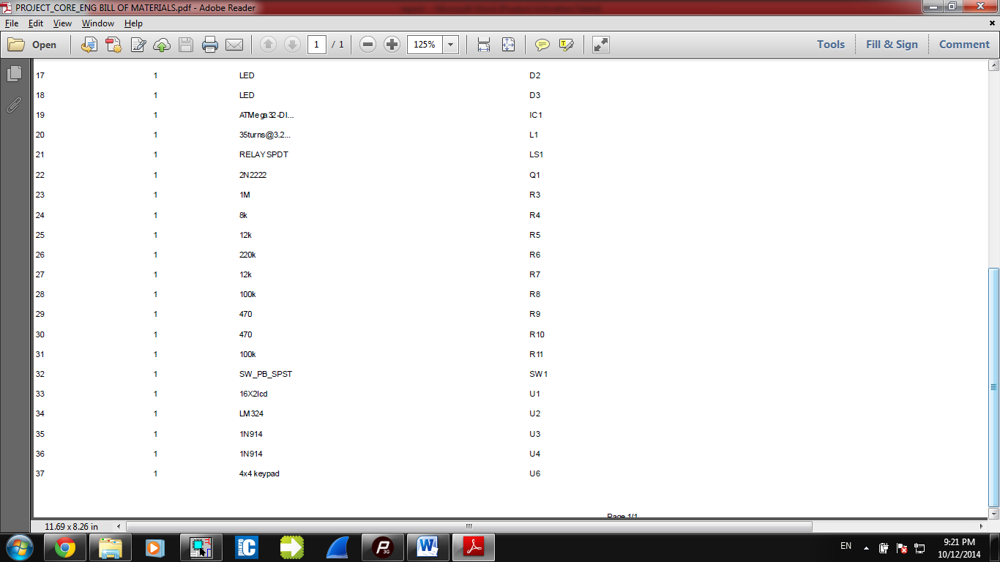 PROJECT_CORE_ENG BILL OF MATERIALS.pdf - Adobe Reader
File Edit View Window Help
Open 1 / 1 125% Tools Fill & Sign Comment
17 1 LED D2
18 1 LED D3
19 1 ATMega32-DI... IC1
20 1 35turns@3.2... L1
21 1 RELAY SPDT LS1
22 1 2N2222 Q1
23 1 1M R3
24 1 8k R4
25 1 12k R5
26 1 220k R6
27 1 12k R7
28 1 100k R8
29 1 470 R9
30 1 470 R10
31 1 100k R11
32 1 SW_PB_SPST SW1
33 1 16X2lcd U1
34 1 LM324 U2
35 1 1N914 U3
36 1 1N914 U4
37 1 4x4 keypad U6
Page 1/1
11.69 x 8.26 in
EN 9:21 PM
10/12/2014